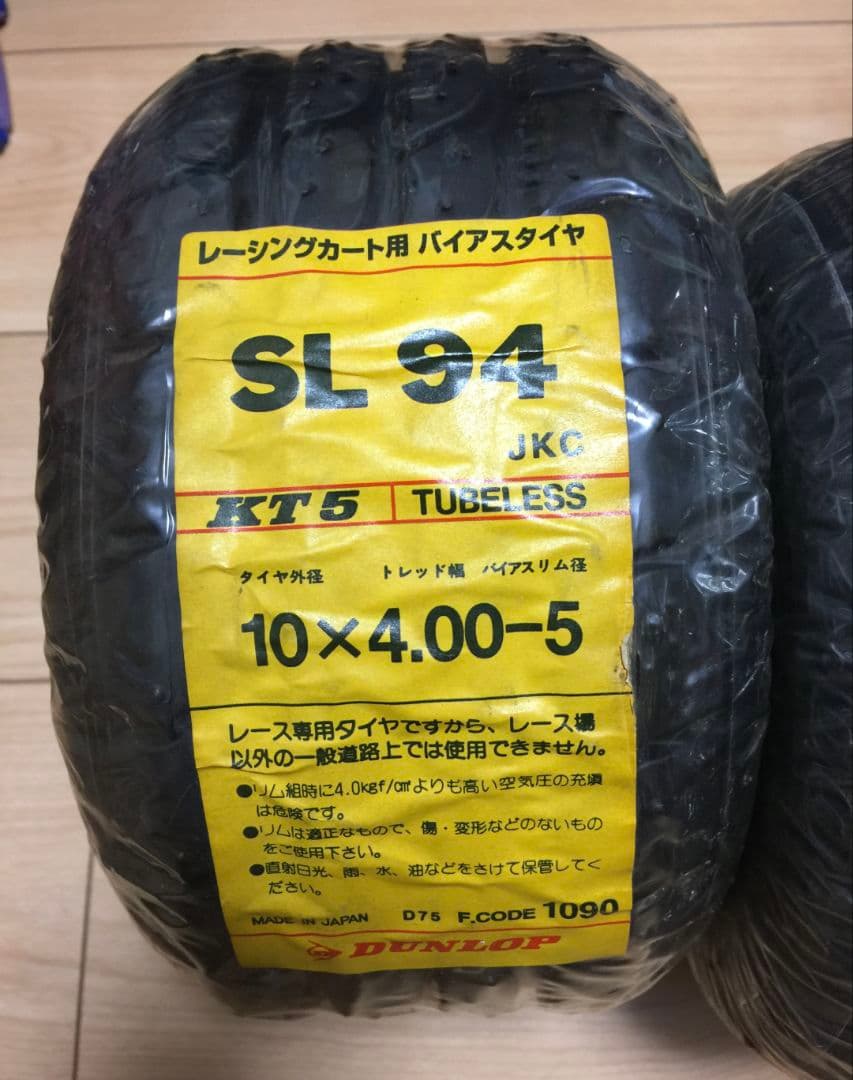 レーシングカート用 バイアスタイヤ
SL 94
JKC
KT5 TUBELESS
タイヤ外径 トレッド幅 バイアスリム径
10×4.00-5
レース専用タイヤですから、レース場
以外の一般道路上では使用できません。
●リム組時に4.0kgf/c㎡よりも高い空気圧の充填
は危険です。
●リムは適正なもので、傷・変形などのないもの
をご使用下さい。
●直射日光、雨、水、油などをさけて保管してく
ださい。
MADE IN JAPAN D75 F.CODE 1090
DUNLOP